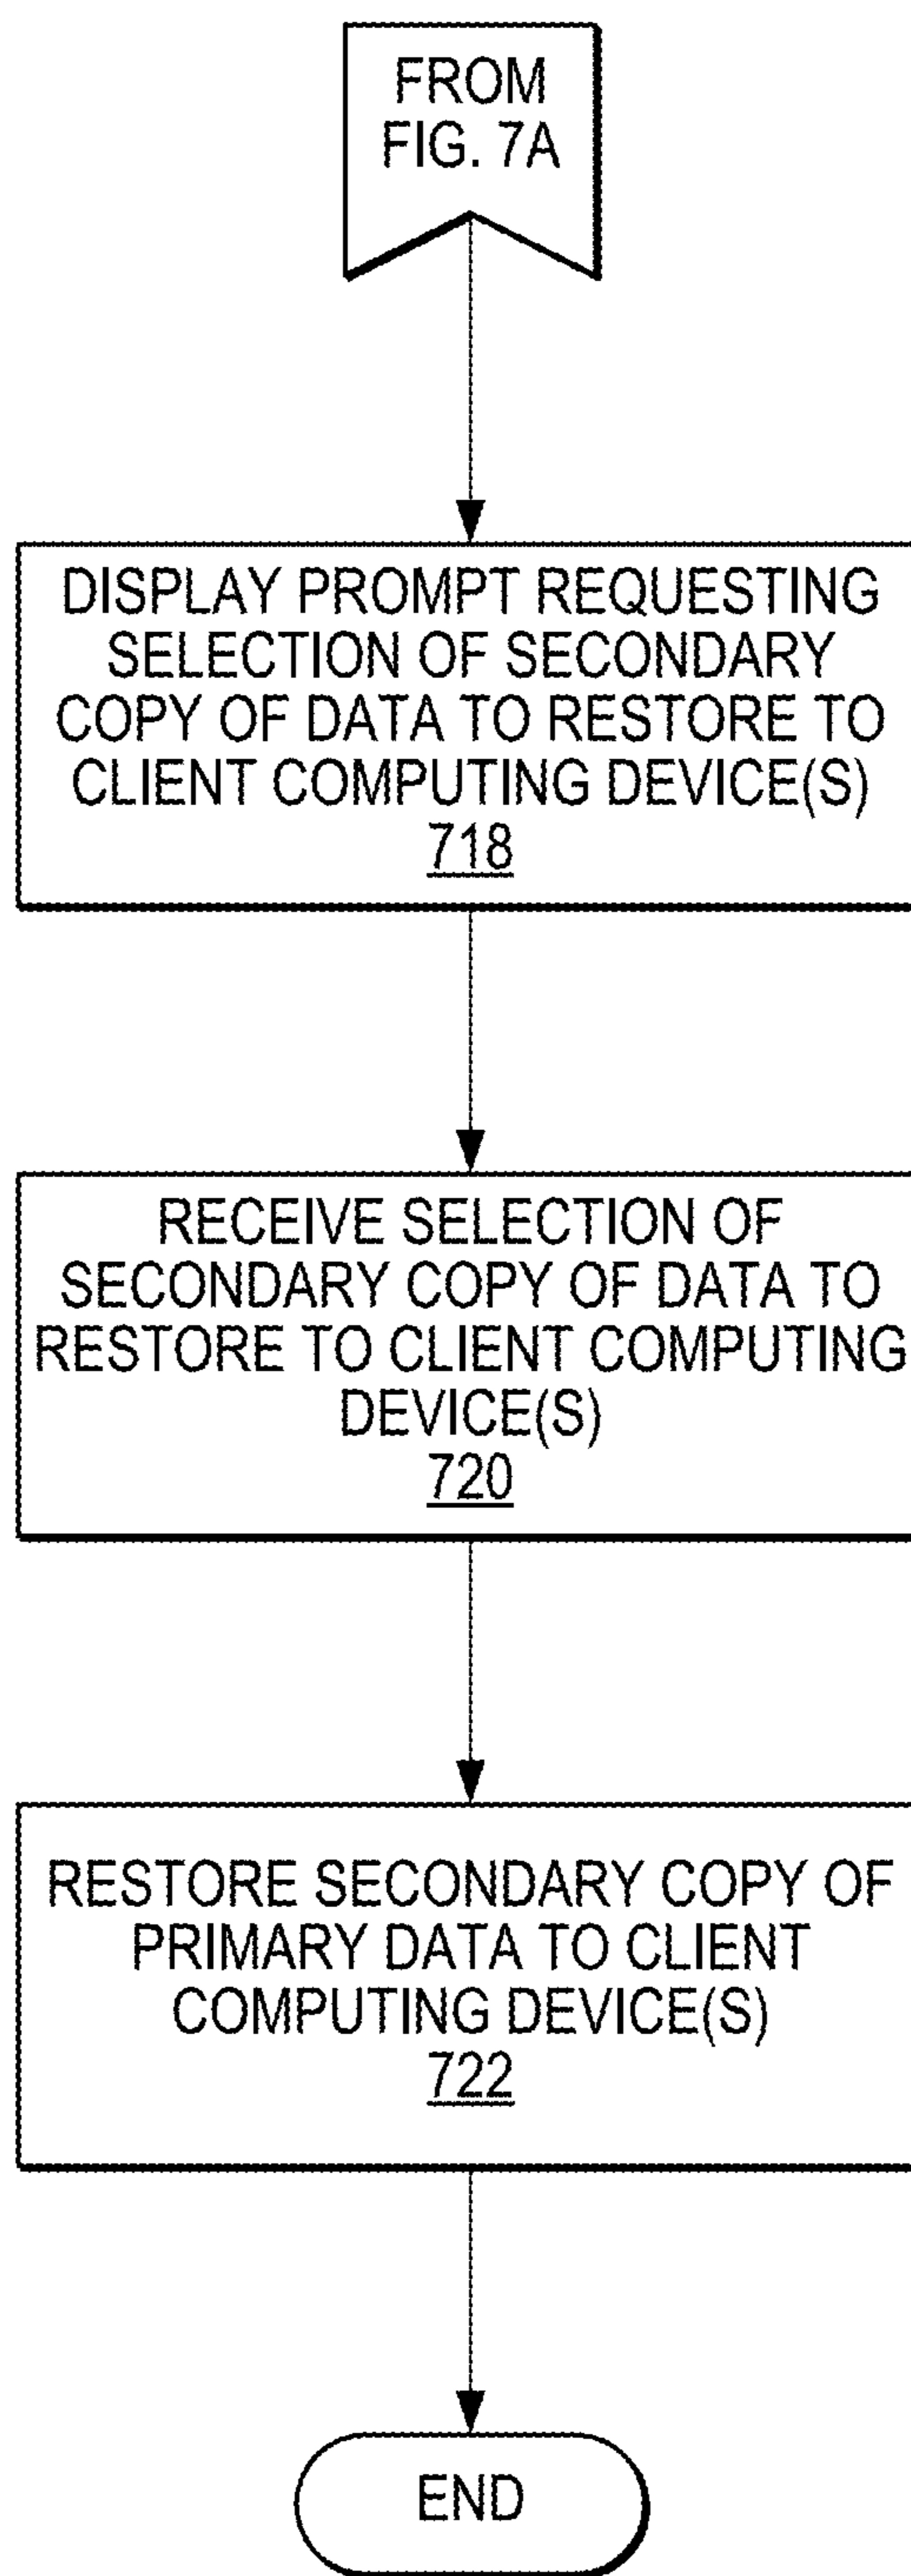 FROM
FIG. 7A
DISPLAY PROMPT REQUESTING
SELECTION OF SECONDARY
COPY OF DATA TO RESTORE TO
CLIENT COMPUTING DEVICE(S)
718
RECEIVE SELECTION OF
SECONDARY COPY OF DATA TO
RESTORE TO CLIENT COMPUTING
DEVICE(S)
720
RESTORE SECONDARY COPY OF
PRIMARY DATA TO CLIENT
COMPUTING DEVICE(S)
722
END